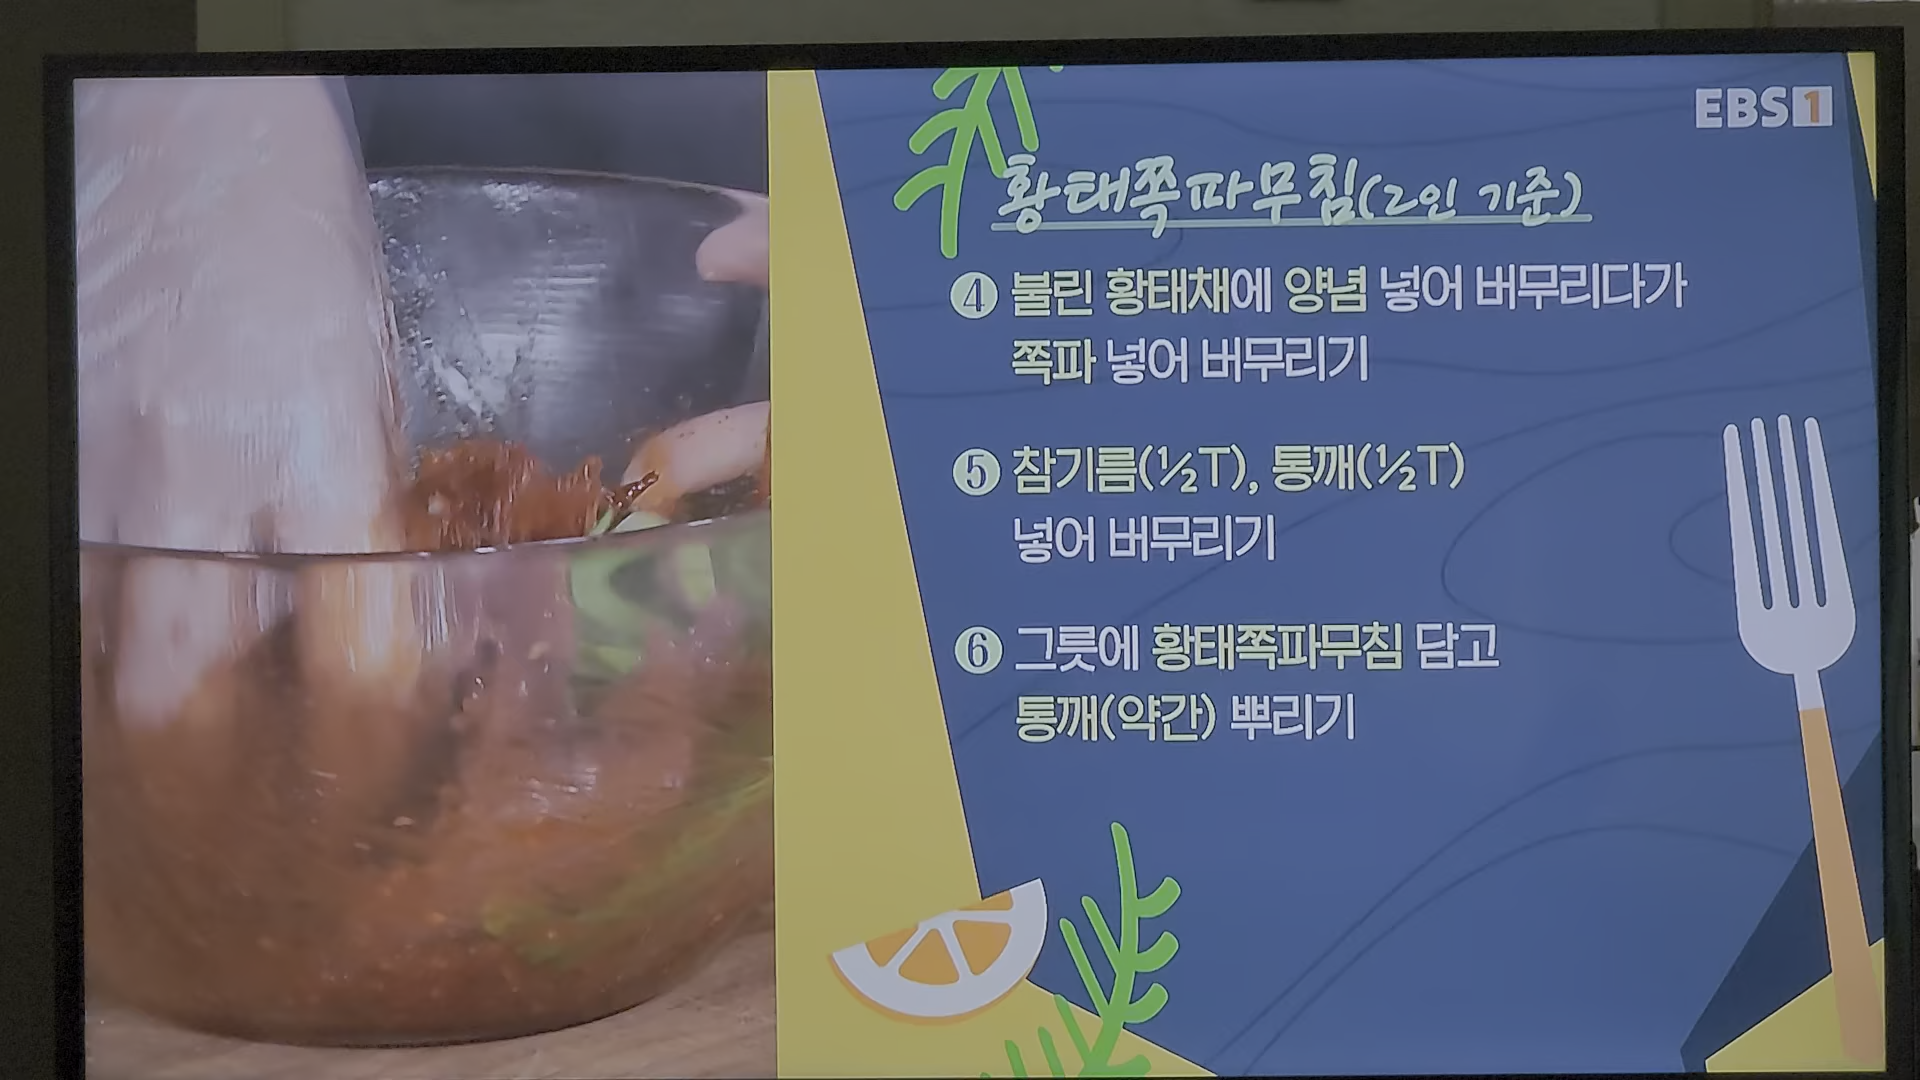 EBS1
황태쪽파무침(2인 기준)
④ 불린 황태채에 양념 넣어 버무리다가
쪽파 넣어 버무리기
⑤ 참기름(½T), 통깨(½T)
넣어 버무리기
⑥ 그릇에 황태쪽파무침 담고
통깨(약간) 뿌리기